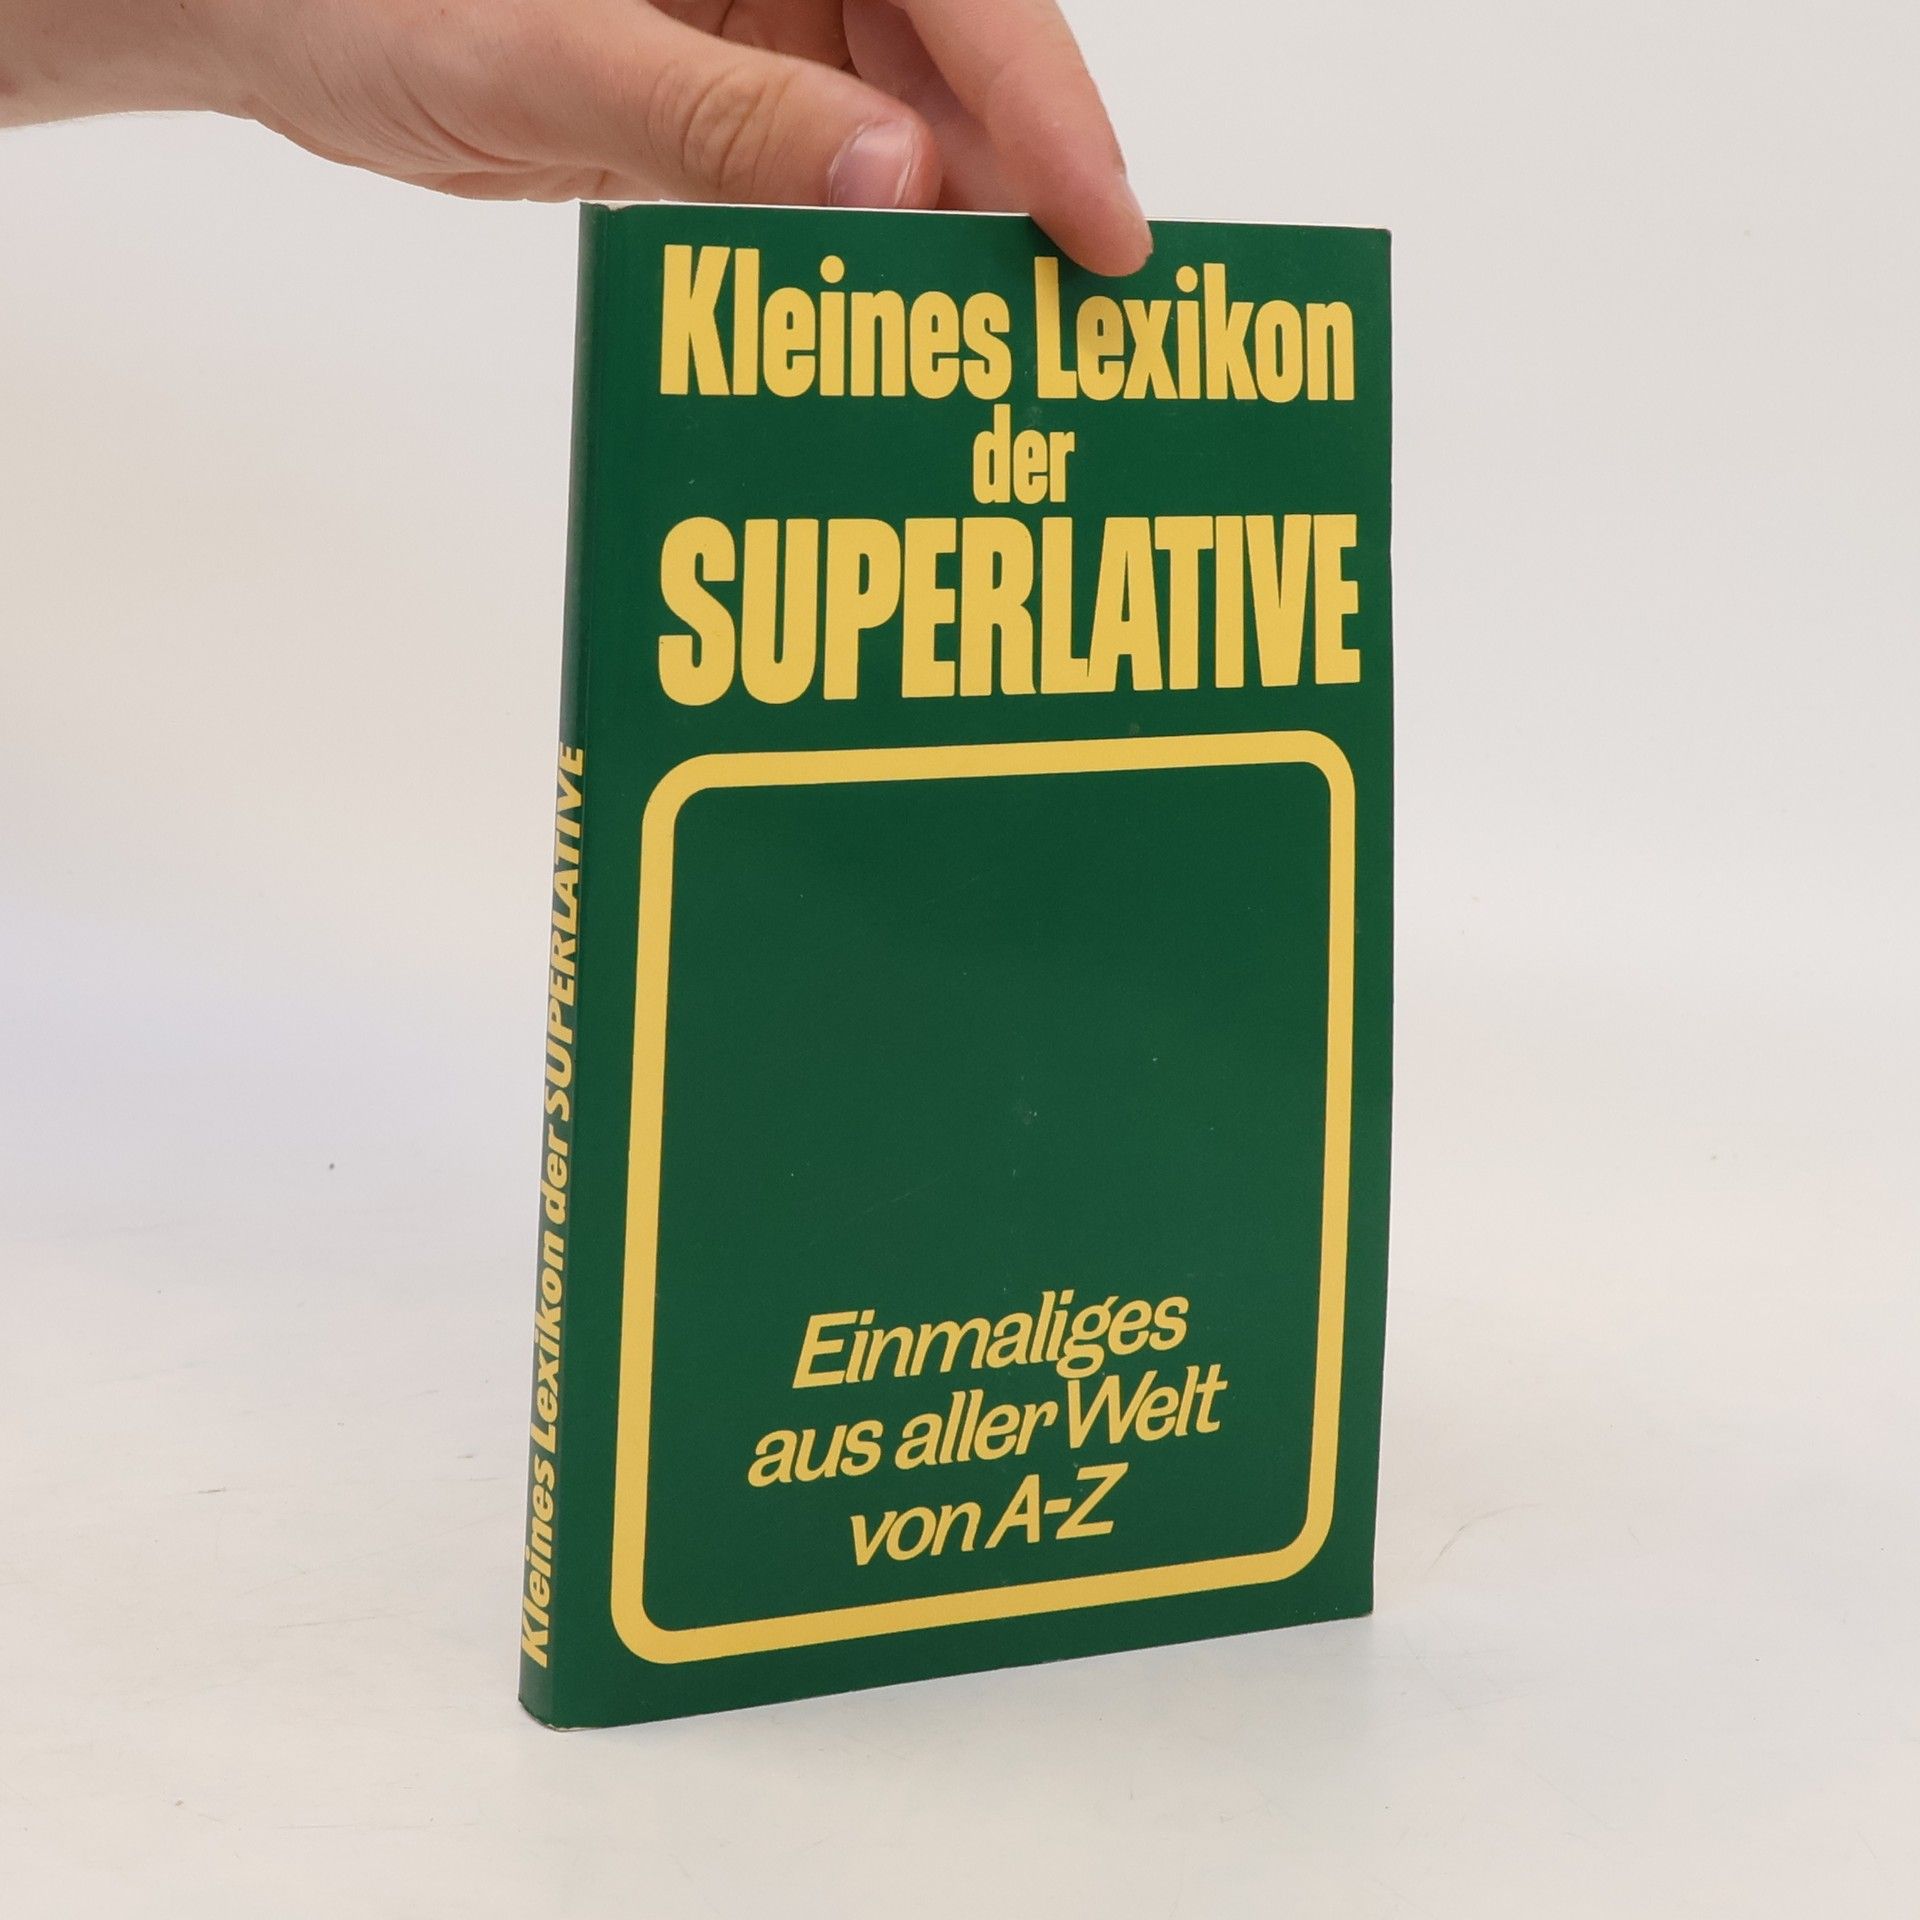 Kleines Lexikon
der
SUPERLATIVE
Einmaliges
aus aller Welt
von A-Z
Kleines Lexikon der SUPERLATIVE